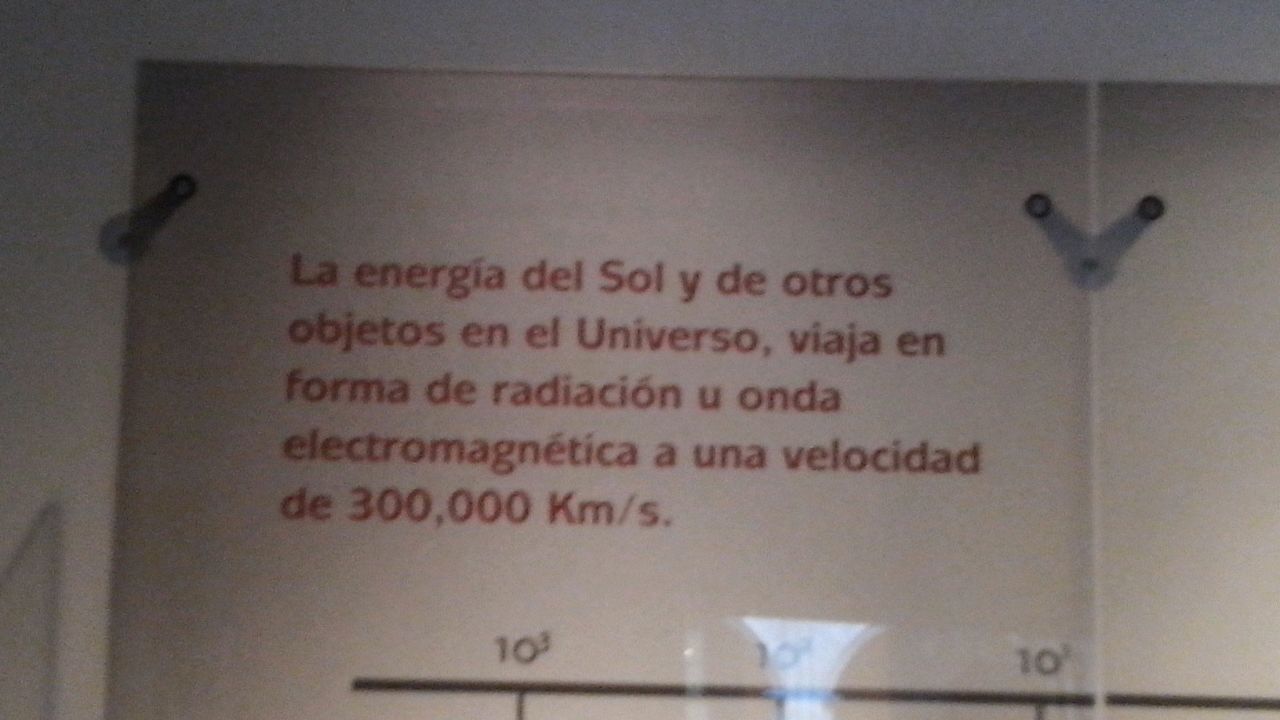 La energía del Sol y de otros
objetos en el Universo, viaja en
forma de radiación u onda
electromagnética a una velocidad
de 300,000 Km/s.
10³